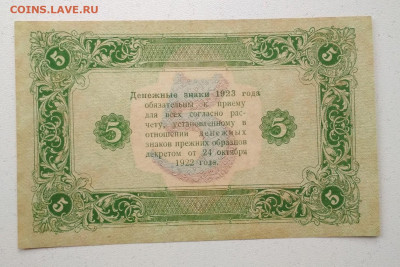 COINS.LAVE.RU
5 5
Денежные знаки 1923 года
обязательны к приему
для всех согласно рас-
5 чету, установленному в 5
отношении денежных
знаков прежних образцов
декретом от 24 октября
1922 года.
5 5